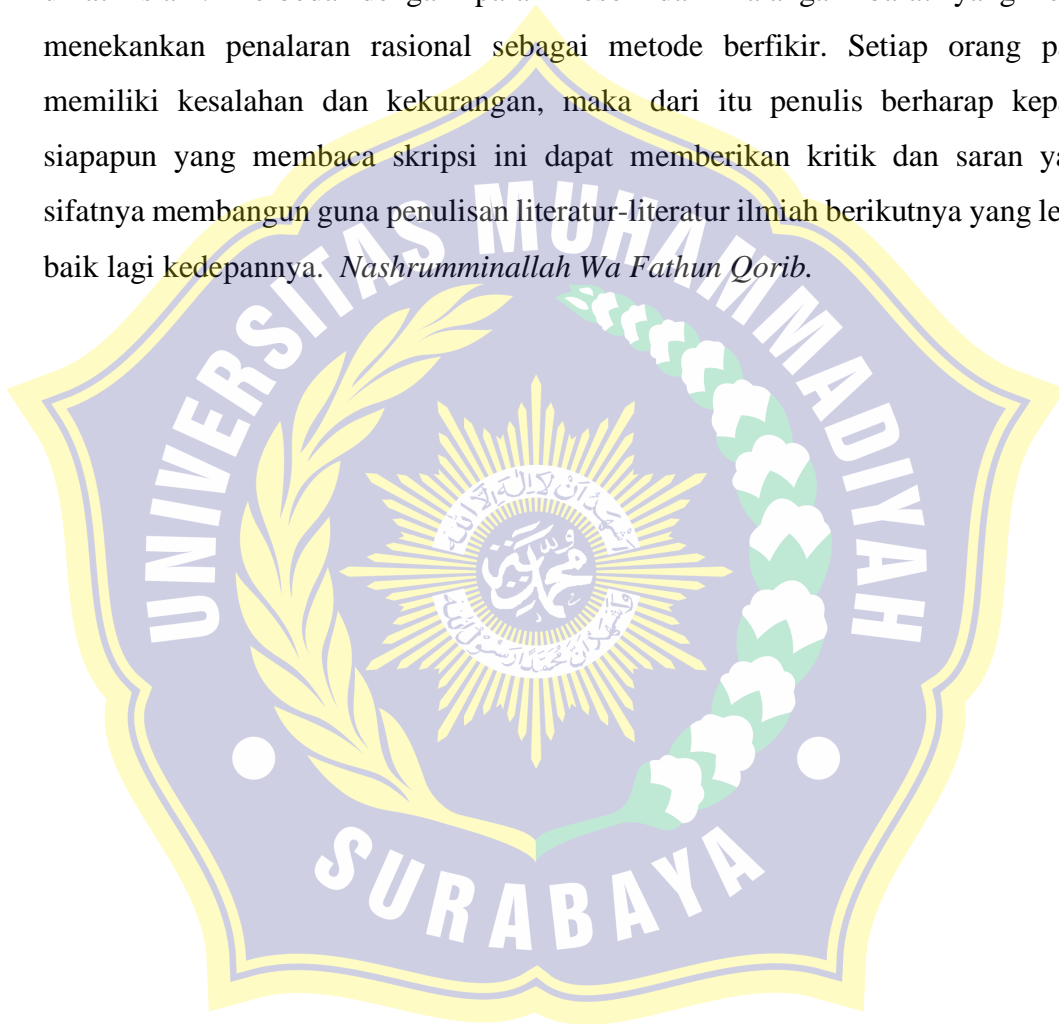 menekankan penalaran rasional sebagai metode berfikir. Setiap orang
memiliki kesalahan dan kekurangan, maka dari itu penulis berharap
siapapun yang membaca skripsi ini dapat memberikan kritik dan saran
sifatnya membangun guna penulisan literatur-literatur ilmiah berikutnya yang
baik lagi kedepannya. Nashrumminallah Wa Fathun Qorib.
UNIVERSITAS MUHAMMADIYAH
SURABAYA